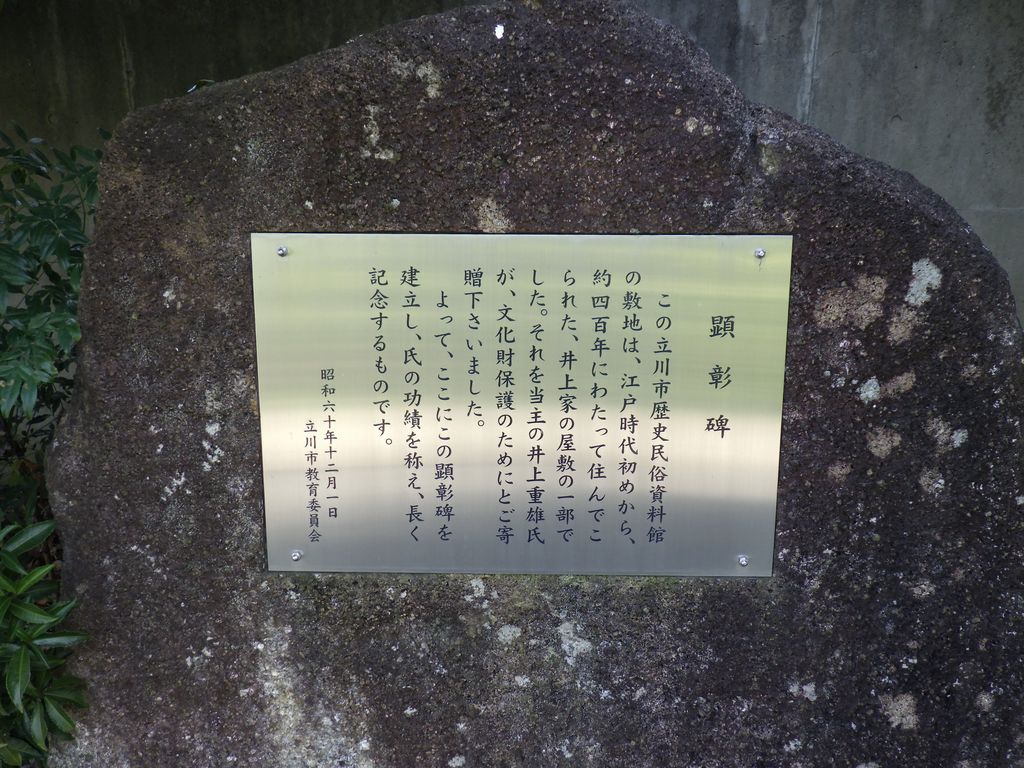 顕彰碑
この立川市歴史民俗資料館
の敷地は、江戸時代初めから、
約四百年にわたって住んでこ
られた、井上家の屋敷の一部で
した。それを当主の井上重雄氏
が、文化財保護のためにとご寄
贈下さいました。
よって、ここにこの顕彰碑を
建立し、氏の功績を称え、長く
記念するものです。
昭和六十年十二月一日
立川市教育委員会